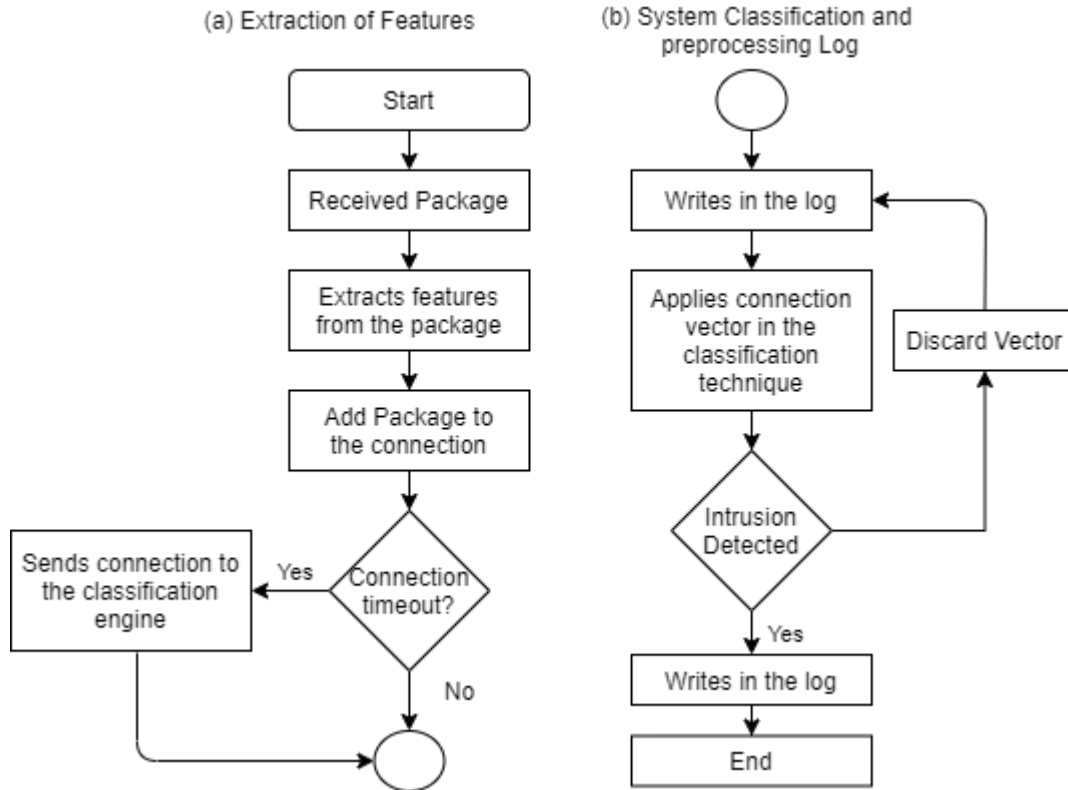 (a) Extraction of Features
Start
Received Package
Extracts features
from the package
Add Package to
the connection
Connection
timeout?
Yes
Sends connection to
the classification
engine
No
(b) System Classification and
preprocessing Log
Writes in the log
Applies connection
vector in the
classification
technique
Discard Vector
Intrusion
Detected
Yes
Writes in the log
End